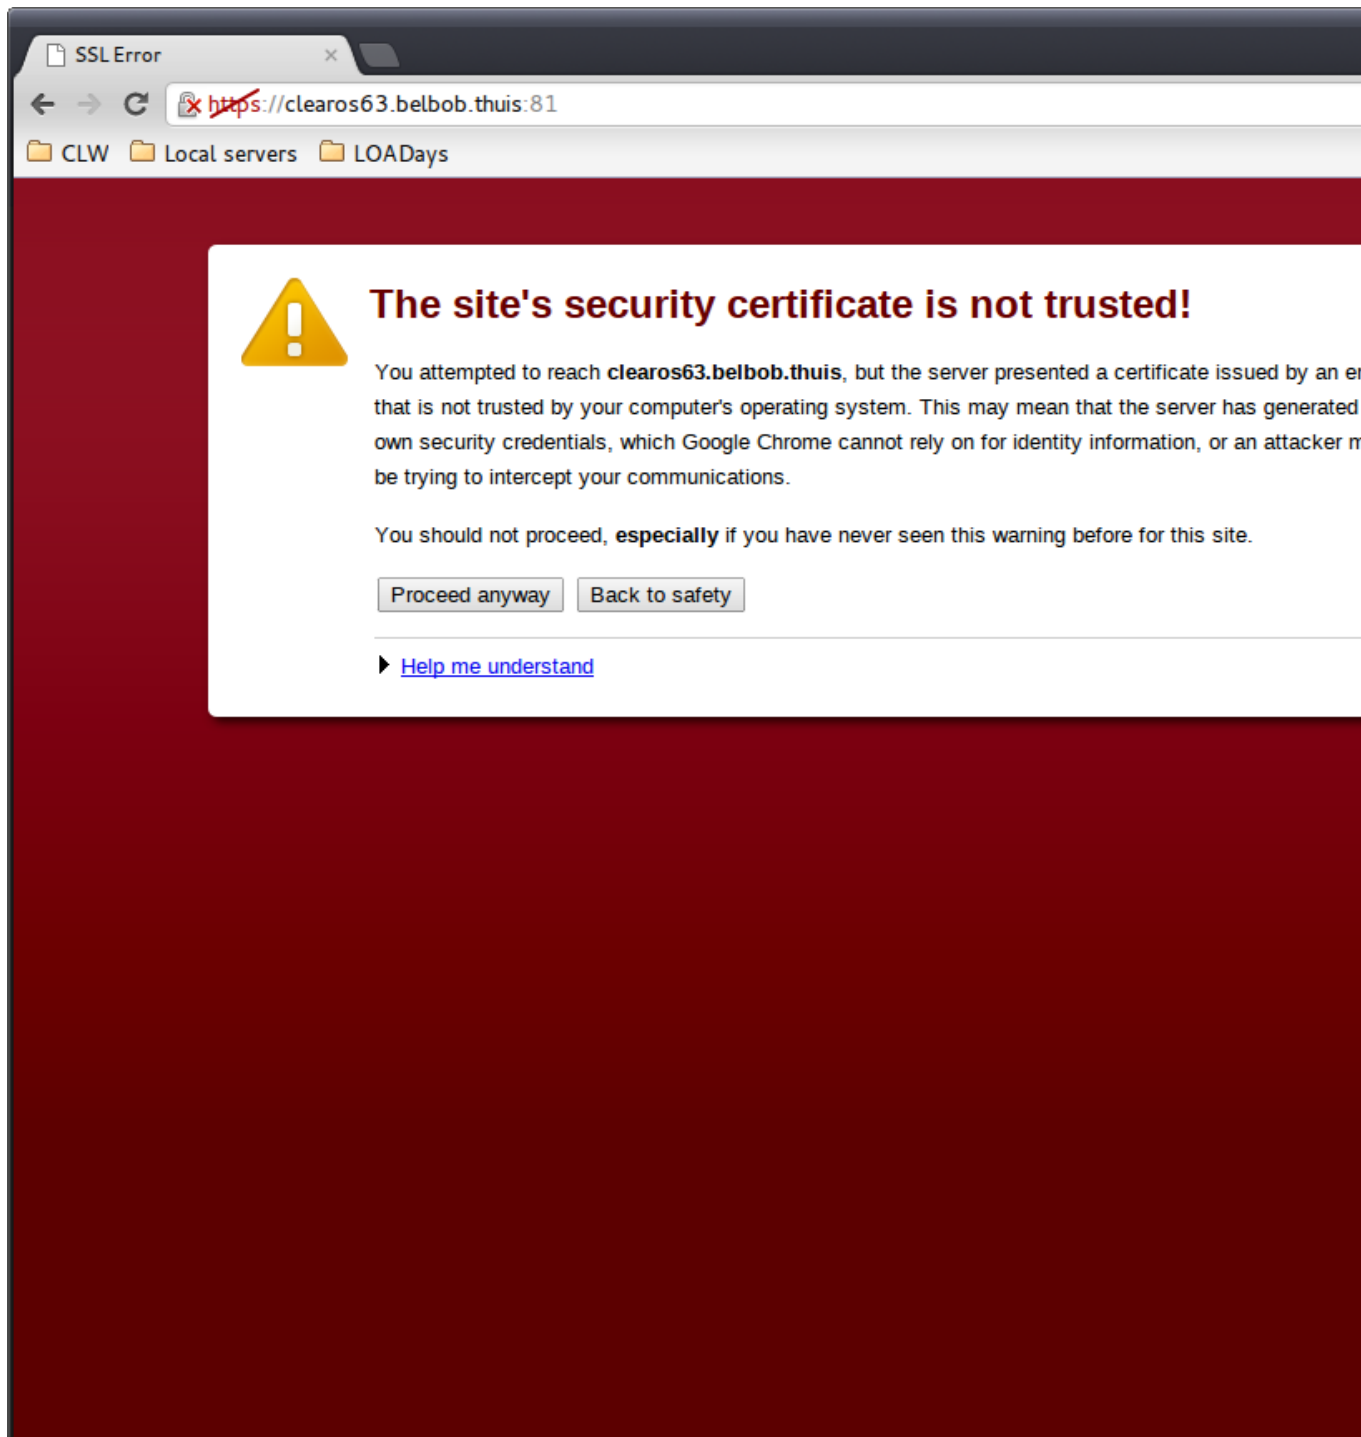 SSL Error
https://clearos63.belbob.thuis:81
CLW Local servers LOADays
The site's security certificate is not trusted!
You attempted to reach clearos63.belbob.thuis, but the server presented a certificate issued by an
that is not trusted by your computer's operating system. This may mean that the server has generated
own security credentials, which Google Chrome cannot rely on for identity information, or an attacker
be trying to intercept your communications.
You should not proceed, especially if you have never seen this warning before for this site.
Proceed anyway Back to safety
Help me understand